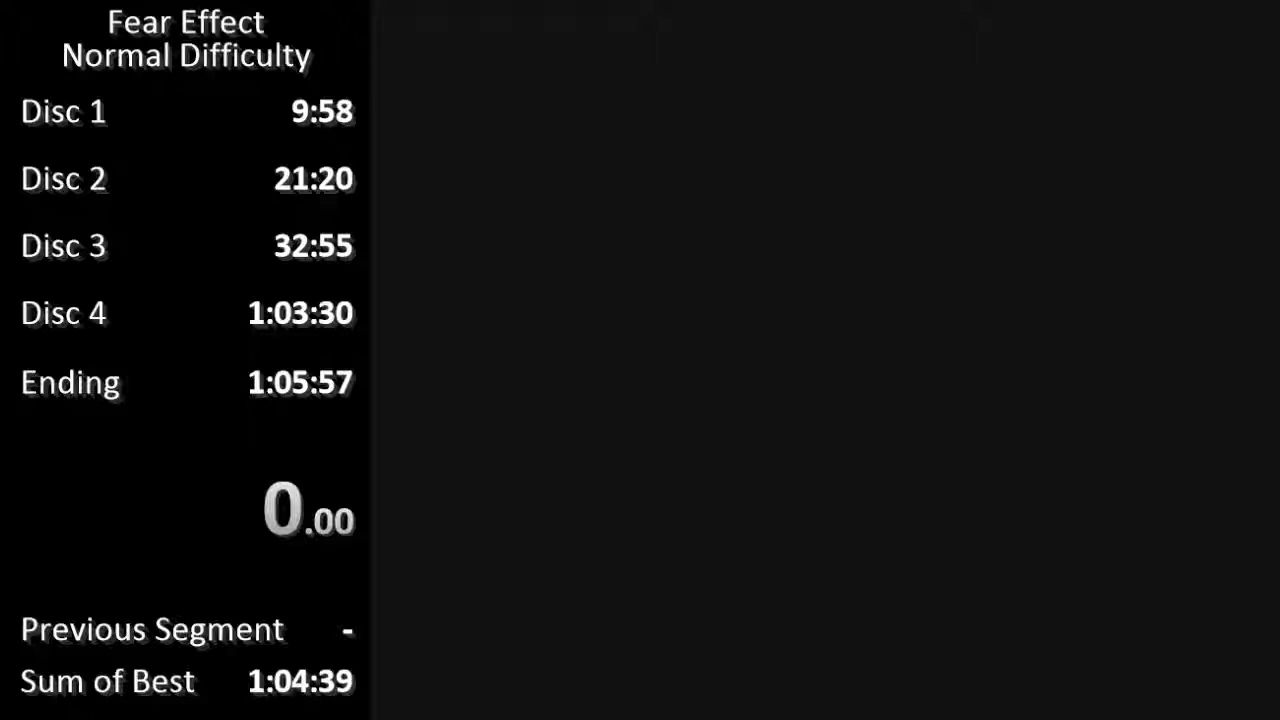 Fear Effect
Normal Difficulty
Disc 1 9:58
Disc 2 21:20
Disc 3 32:55
Disc 4 1:03:30
Ending 1:05:57
0.00
Previous Segment -
Sum of Best 1:04:39